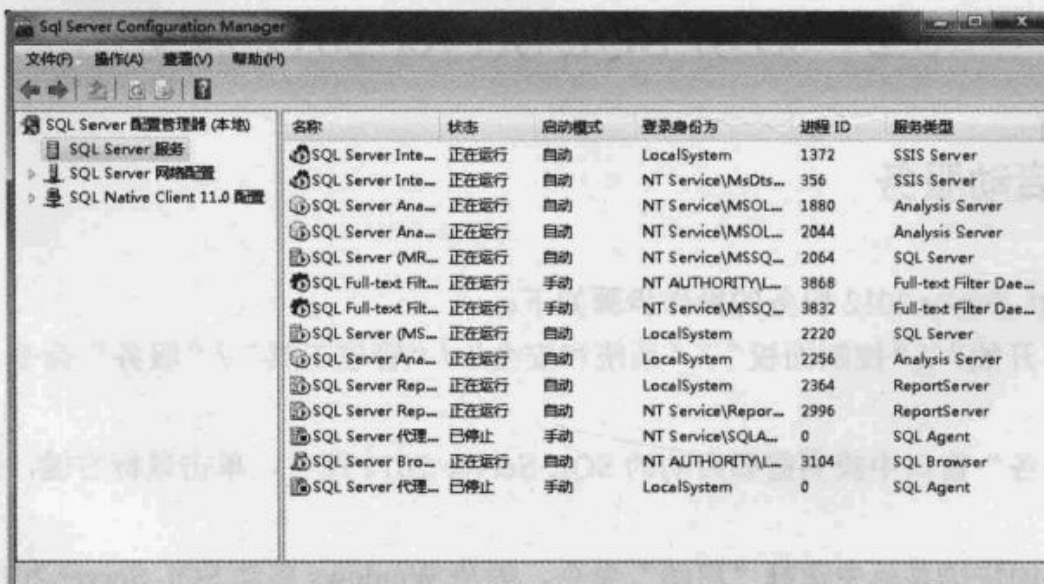 Sql Server Configuration Manager
文件(F) 操作(A) 查看(V) 帮助(H)
SQL Server 配置管理器 (本地)
SQL Server 服务
SQL Server 网络配置
SQL Native Client 11.0 配置
名称 状态 启动模式 登录身份为 进程 ID 服务类型
SQL Server Inte... 正在运行 自动 LocalSystem 1372 SSIS Server
SQL Server Inte... 正在运行 自动 NT Service\MsDts... 356 SSIS Server
SQL Server Ana... 正在运行 自动 NT Service\MSOL... 1880 Analysis Server
SQL Server Ana... 正在运行 自动 NT Service\MSOL... 2044 Analysis Server
SQL Server (MR... 正在运行 自动 NT Service\MSSQ... 2064 SQL Server
SQL Full-text Filt... 正在运行 手动 NT AUTHORITY\L... 3868 Full-text Filter Dae...
SQL Full-text Filt... 正在运行 手动 NT Service\MSSQ... 3832 Full-text Filter Dae...
SQL Server (MS... 正在运行 自动 LocalSystem 2220 SQL Server
SQL Server Ana... 正在运行 自动 LocalSystem 2256 Analysis Server
SQL Server Rep... 正在运行 自动 LocalSystem 2364 ReportServer
SQL Server Rep... 正在运行 自动 NT Service\Repor... 2996 ReportServer
SQL Server 代理... 已停止 手动 NT Service\SQLA... 0 SQL Agent
SQL Server Bro... 正在运行 自动 NT AUTHORITY\L... SQL Browser
SQL Server 代理... 已停止 手动 LocalSystem 0 SQL Agent